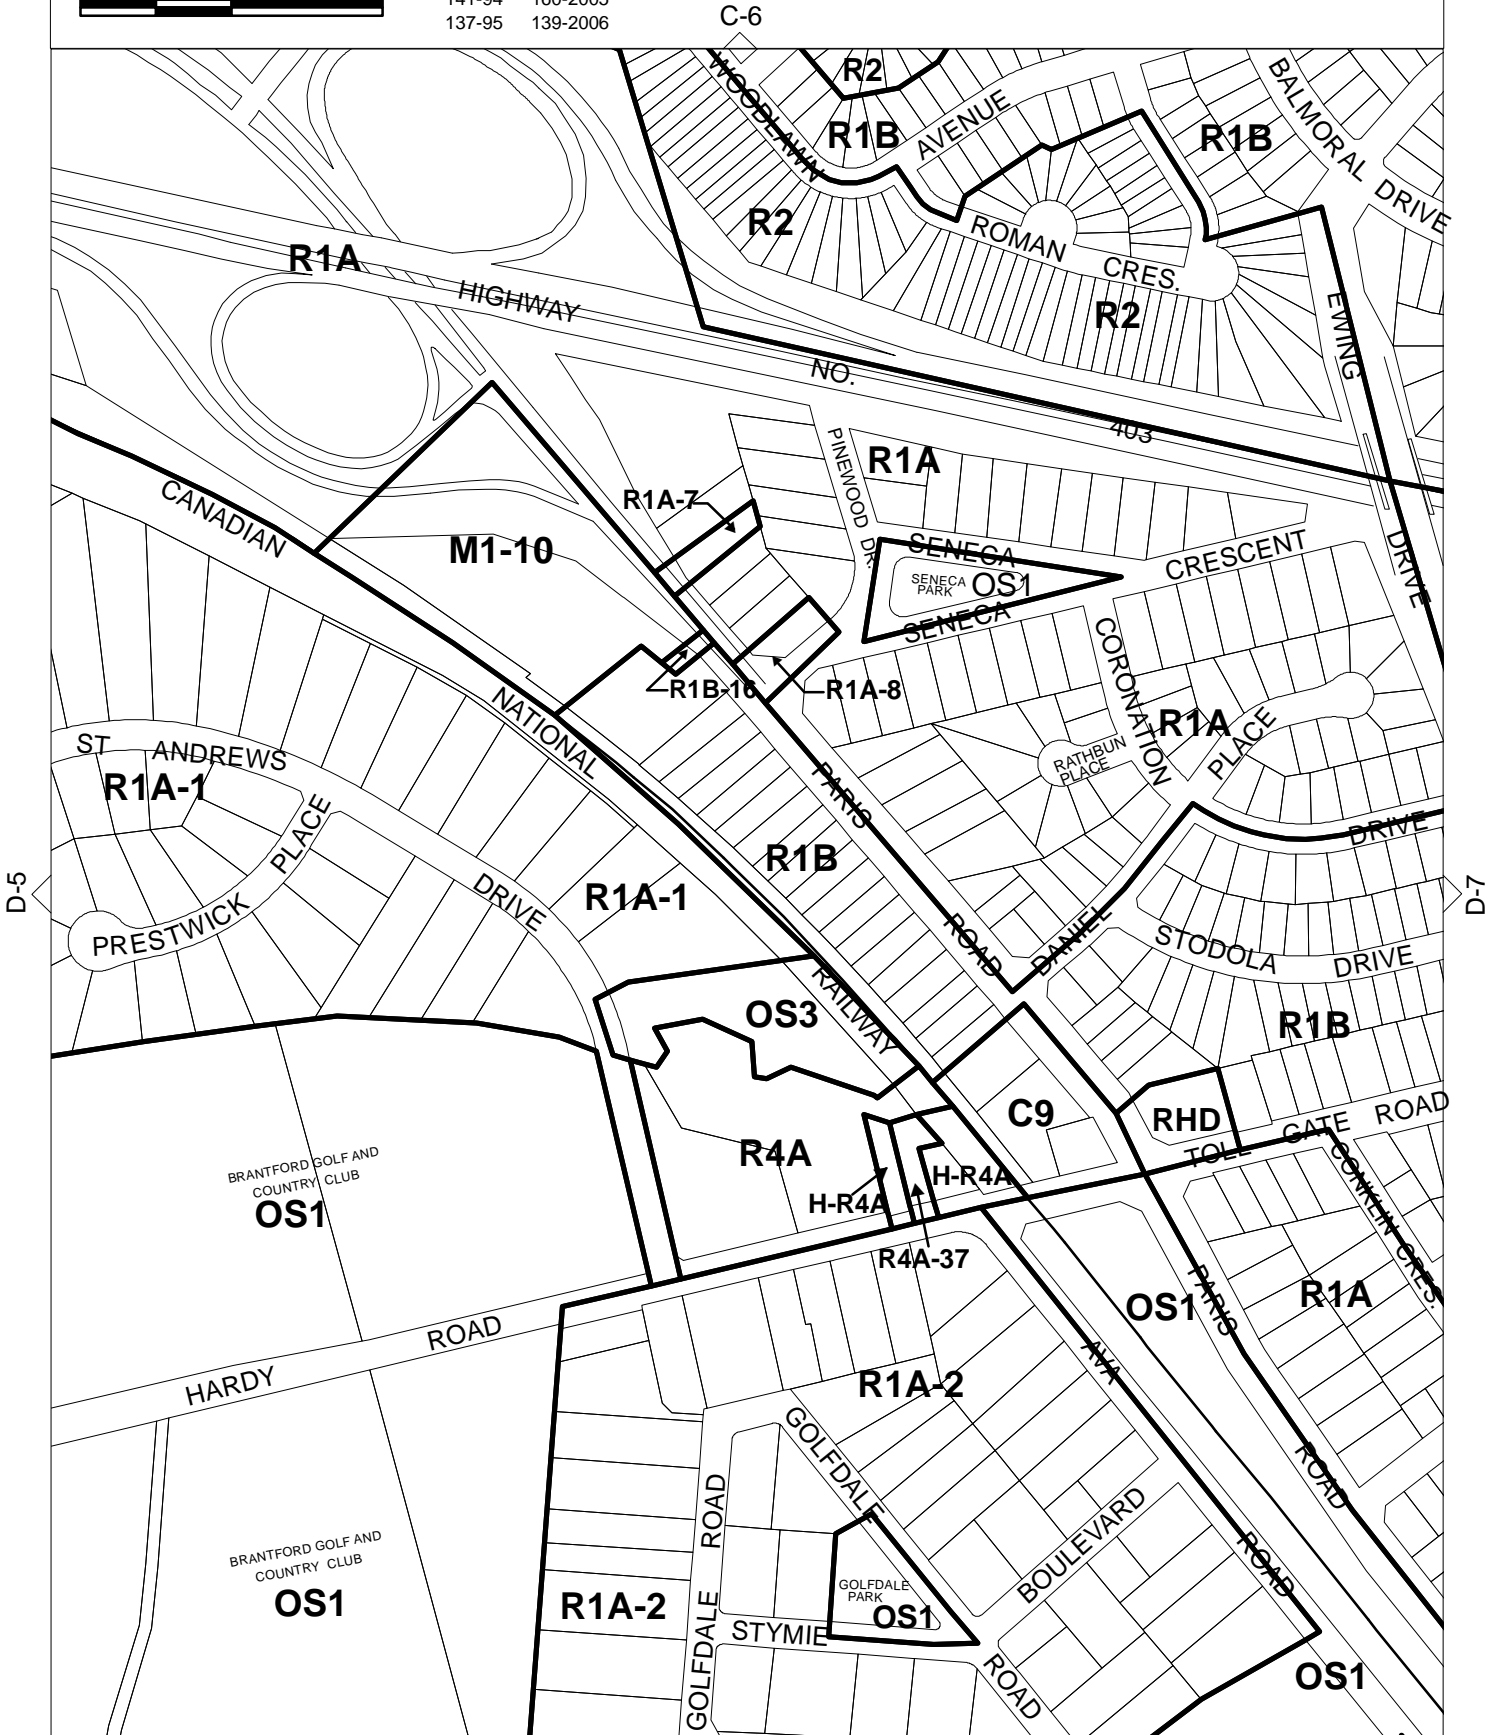 141-94 160-2005
137-95 139-2006
C-6
R2
WOODLAWN
AVENUE
R1B
R1B
BALMORAL DRIVE
R2
ROMAN CRES.
R1A
HIGHWAY NO. 403
R2
EWING DRIVE
PINEWOOD DR.
R1A
CANADIAN NATIONAL RAILWAY
R1A-7
M1-10
SENECA CRESCENT
SENECA
PARK
OS1
SENECA
R1B-16
R1A-8
CORONATION
R1A
PLACE
RATHBUN
PLACE
ST ANDREWS DRIVE
R1A-1
PRESTWICK PLACE
PARIS ROAD
R1B
DRIVE
D-5
D-7
R1A-1
DANIEL
STODOLA DRIVE
OS3
R1B
C9
RHD
TOLL GATE ROAD
R4A
H-R4A
H-R4A
R4A-37
CONKLIN CRES.
BRANTFORD GOLF AND
COUNTRY CLUB
OS1
PARIS ROAD
OS1
R1A
HARDY ROAD
AVA ROAD
R1A-2
GOLFDALE ROAD
GOLFDALE ROAD
BOULEVARD
BRANTFORD GOLF AND
COUNTRY CLUB
OS1
R1A-2
GOLFDALE
PARK
OS1
STYMIE
OS1